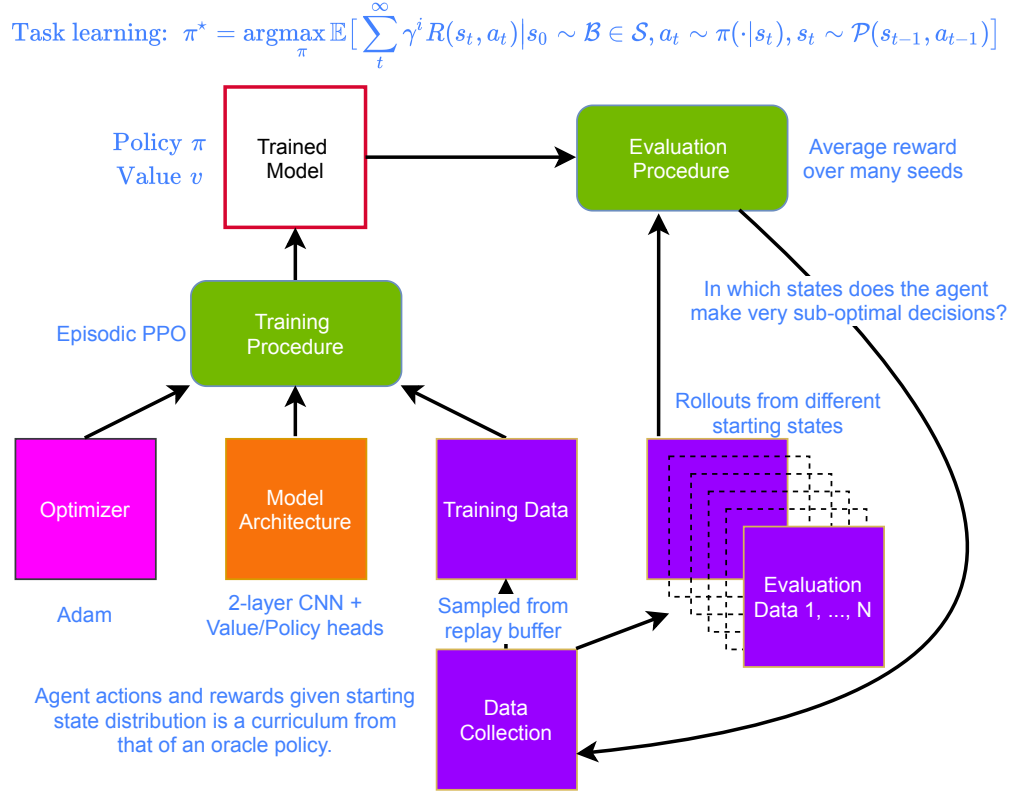 Task learning: π⋆ = argmax_π 𝔼[ ∑_t^∞ γ^i R(s_t, a_t)|s_0 ∼ ℬ ∈ 𝒮, a_t ∼ π(·|s_t), s_t ∼ 𝒫(s_{t−1}, a_{t−1})]
Policy π
Value v
Trained
Model
Evaluation
Procedure
Average reward
over many seeds
In which states does the agent
make very sub-optimal decisions?
Episodic PPO
Training
Procedure
Rollouts from different
starting states
Optimizer
Model
Architecture
Training Data
Evaluation
Data 1, ..., N
Adam
2-layer CNN +
Value/Policy heads
Sampled from
replay buffer
Agent actions and rewards given starting
state distribution is a curriculum from
that of an oracle policy.
Data
Collection